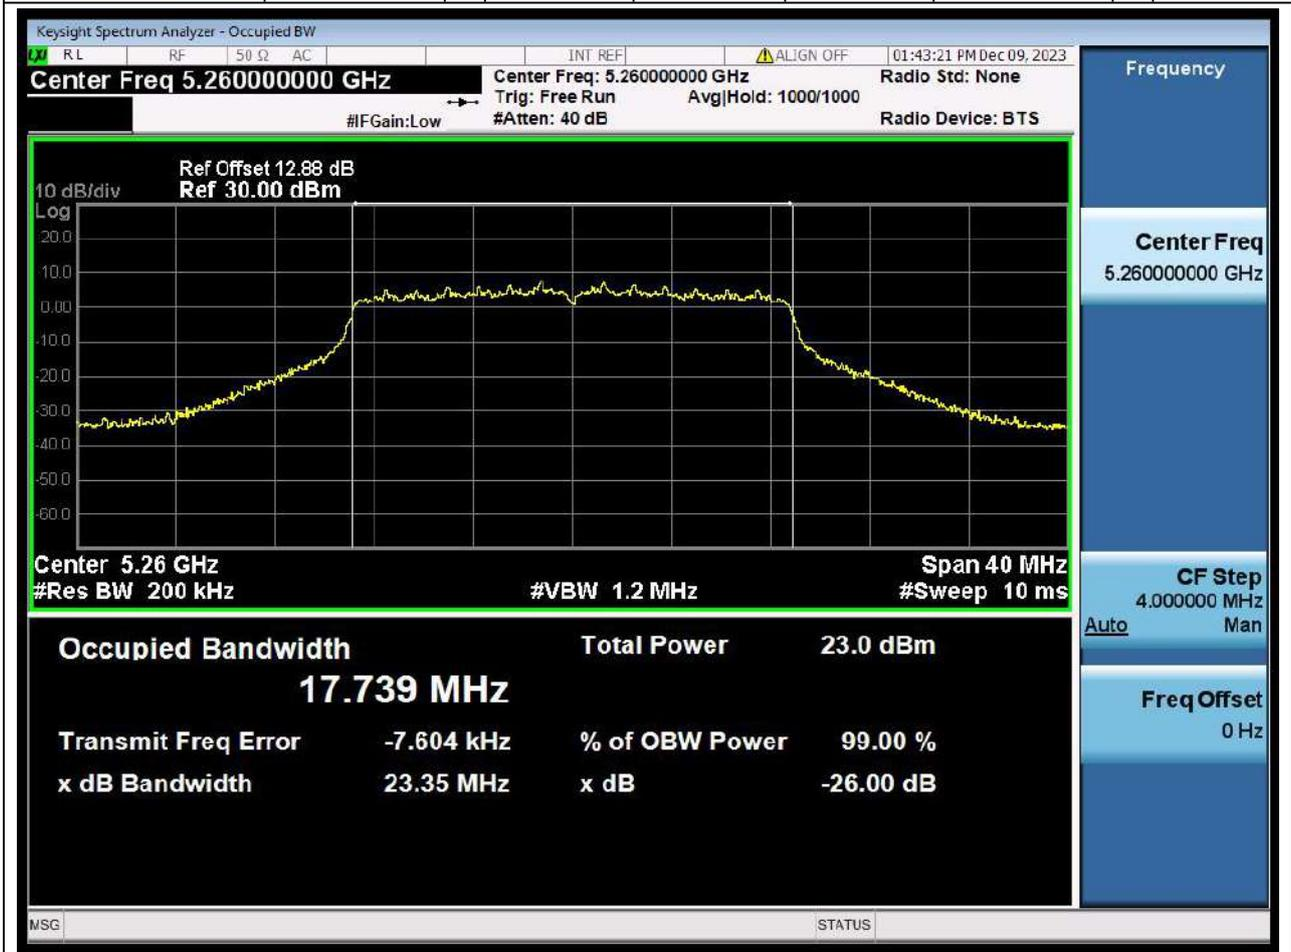 Keysight Spectrum Analyzer - Occupied BW
LXI RL RF 50 Ω AC INT REF ALIGN OFF 01:43:21 PM Dec 09, 2023
Center Freq 5.260000000 GHz
Center Freq: 5.260000000 GHz
Radio Std: None
Trig: Free Run Avg|Hold: 1000/1000
#IFGain:Low
#Atten: 40 dB
Radio Device: BTS
Frequency
Ref Offset 12.88 dB
10 dB/div Ref 30.00 dBm
Log
20.0
10.0
0.00
-10.0
-20.0
-30.0
-40.0
-50.0
-60.0
Center 5.26 GHz Span 40 MHz
#Res BW 200 kHz #VBW 1.2 MHz #Sweep 10 ms
Center Freq
5.260000000 GHz
CF Step
4.000000 MHz
Auto Man
Freq Offset
0 Hz
Occupied Bandwidth Total Power 23.0 dBm
17.739 MHz
Transmit Freq Error -7.604 kHz % of OBW Power 99.00 %
x dB Bandwidth 23.35 MHz x dB -26.00 dB
MSG STATUS